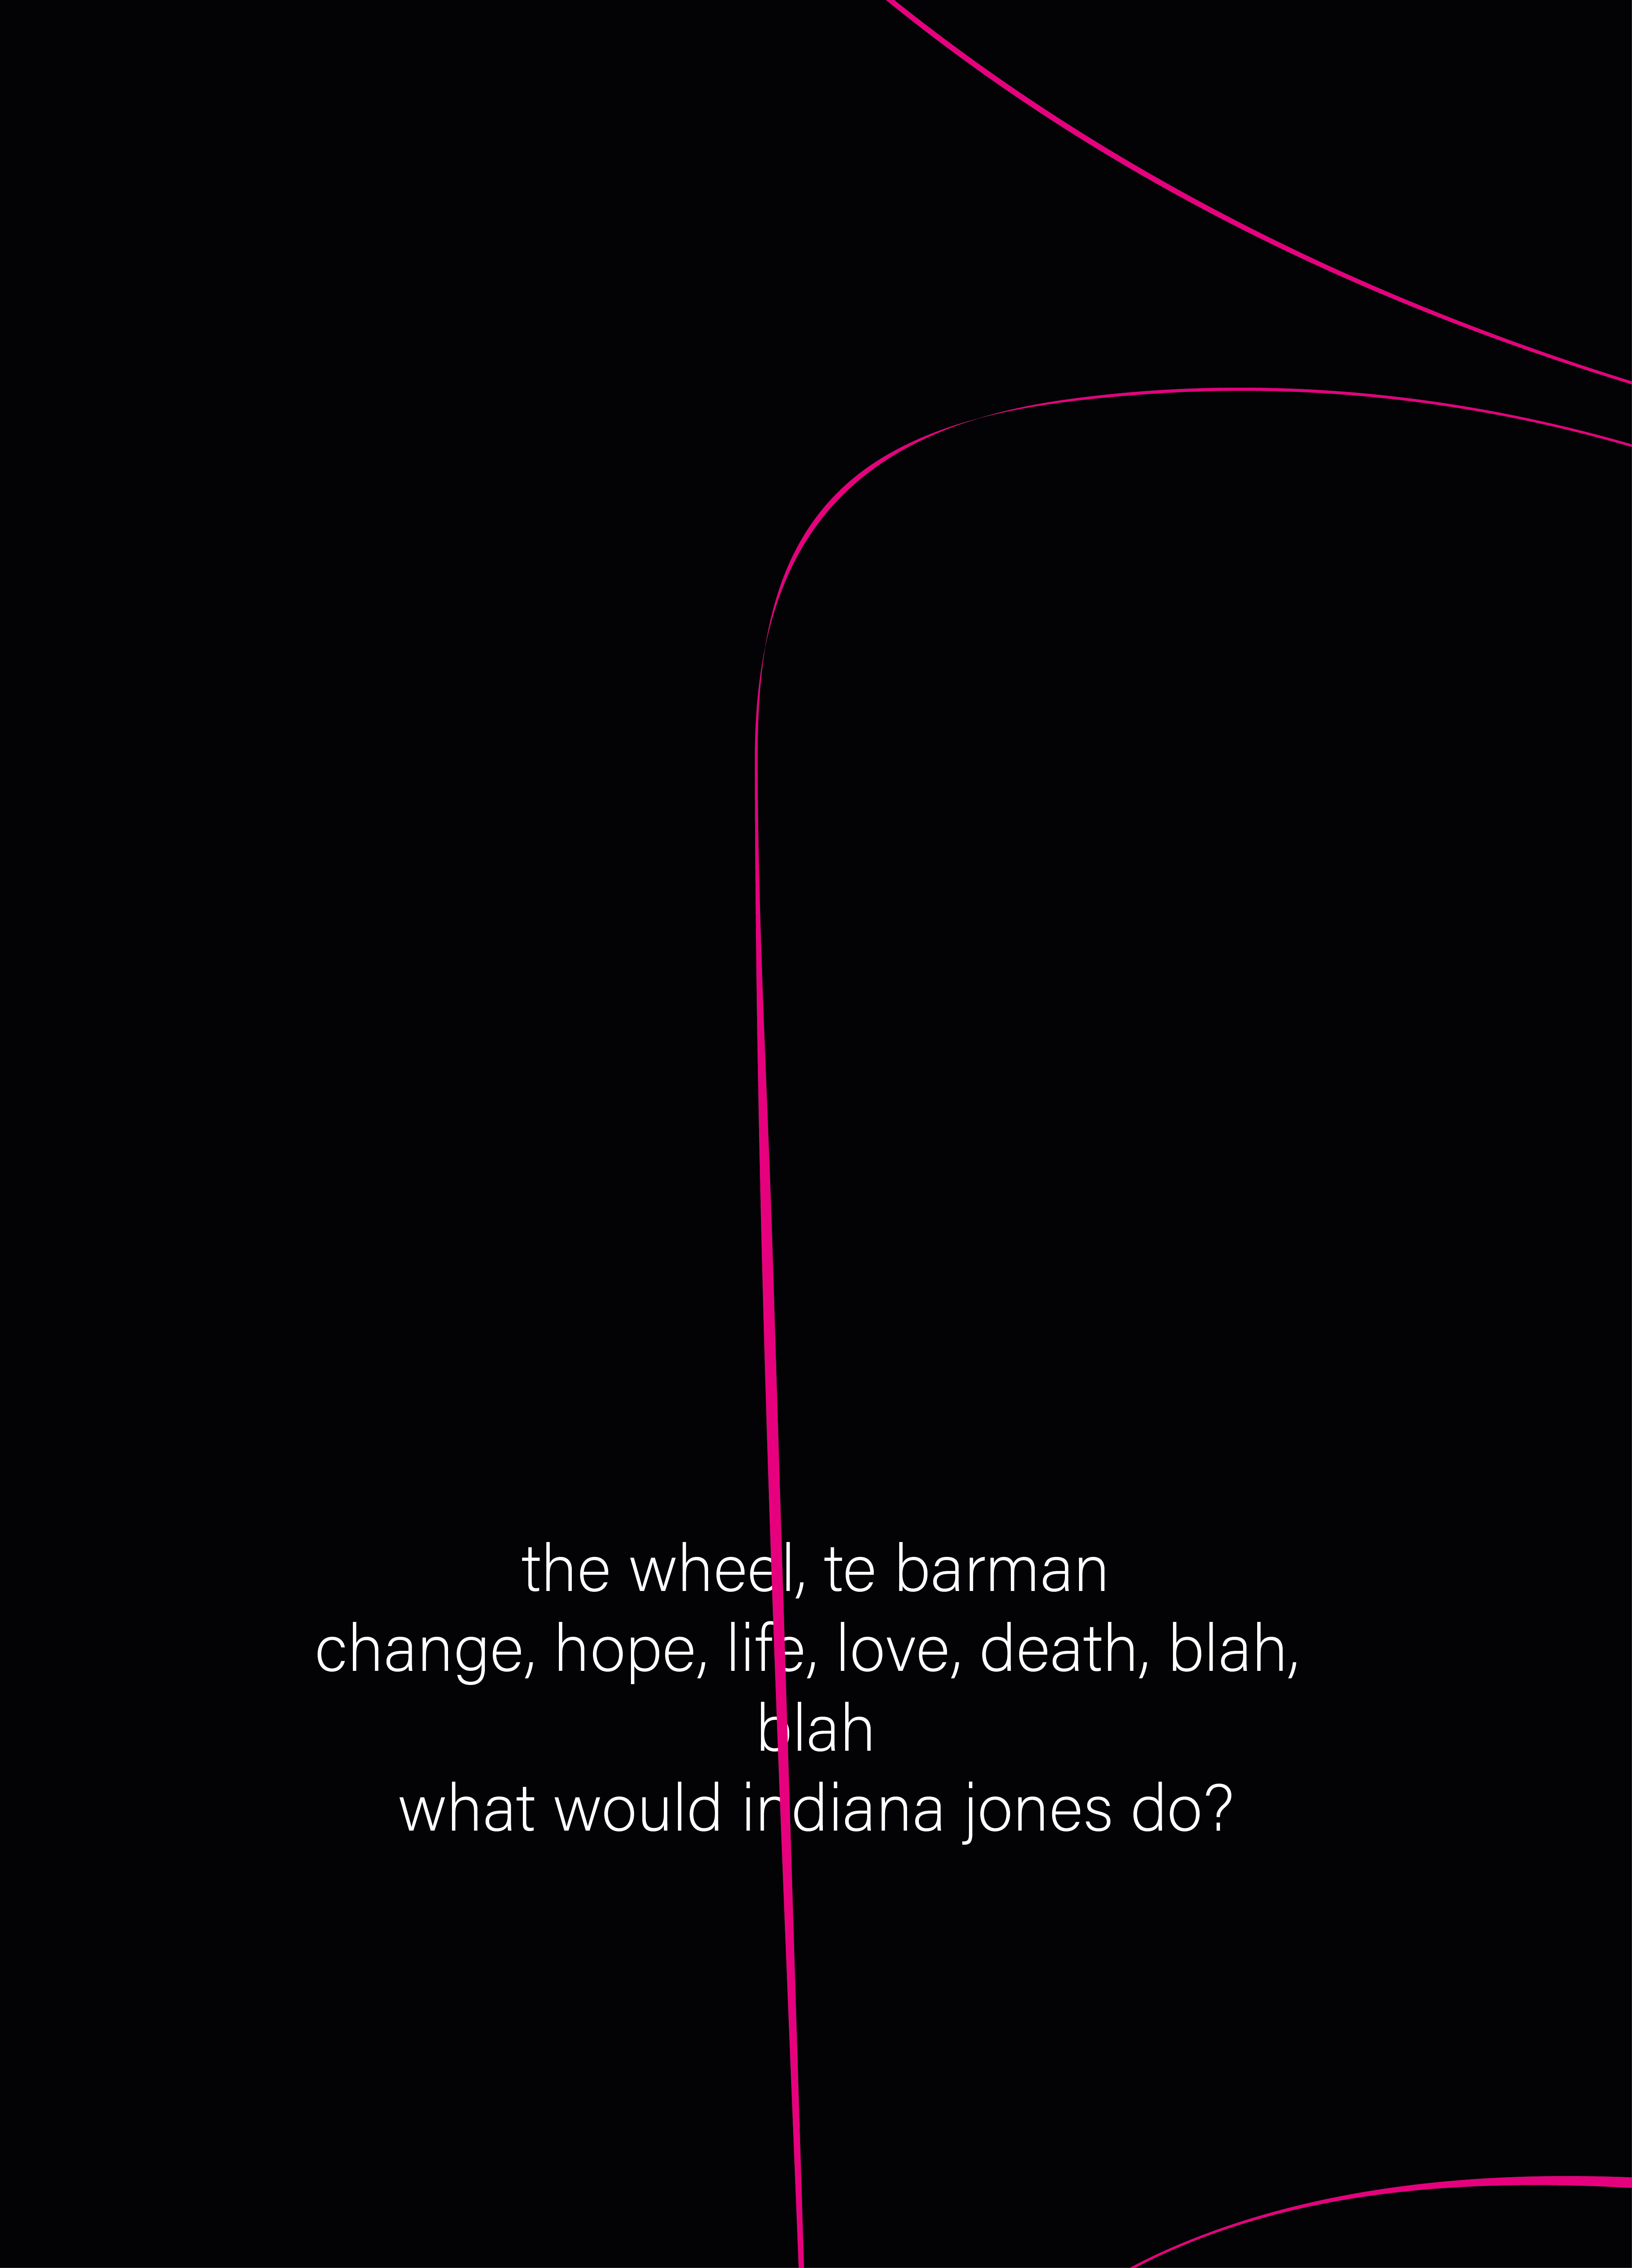 the wheel, te barman
change, hope, life, love, death, blah,
blah
what would indiana jones do?